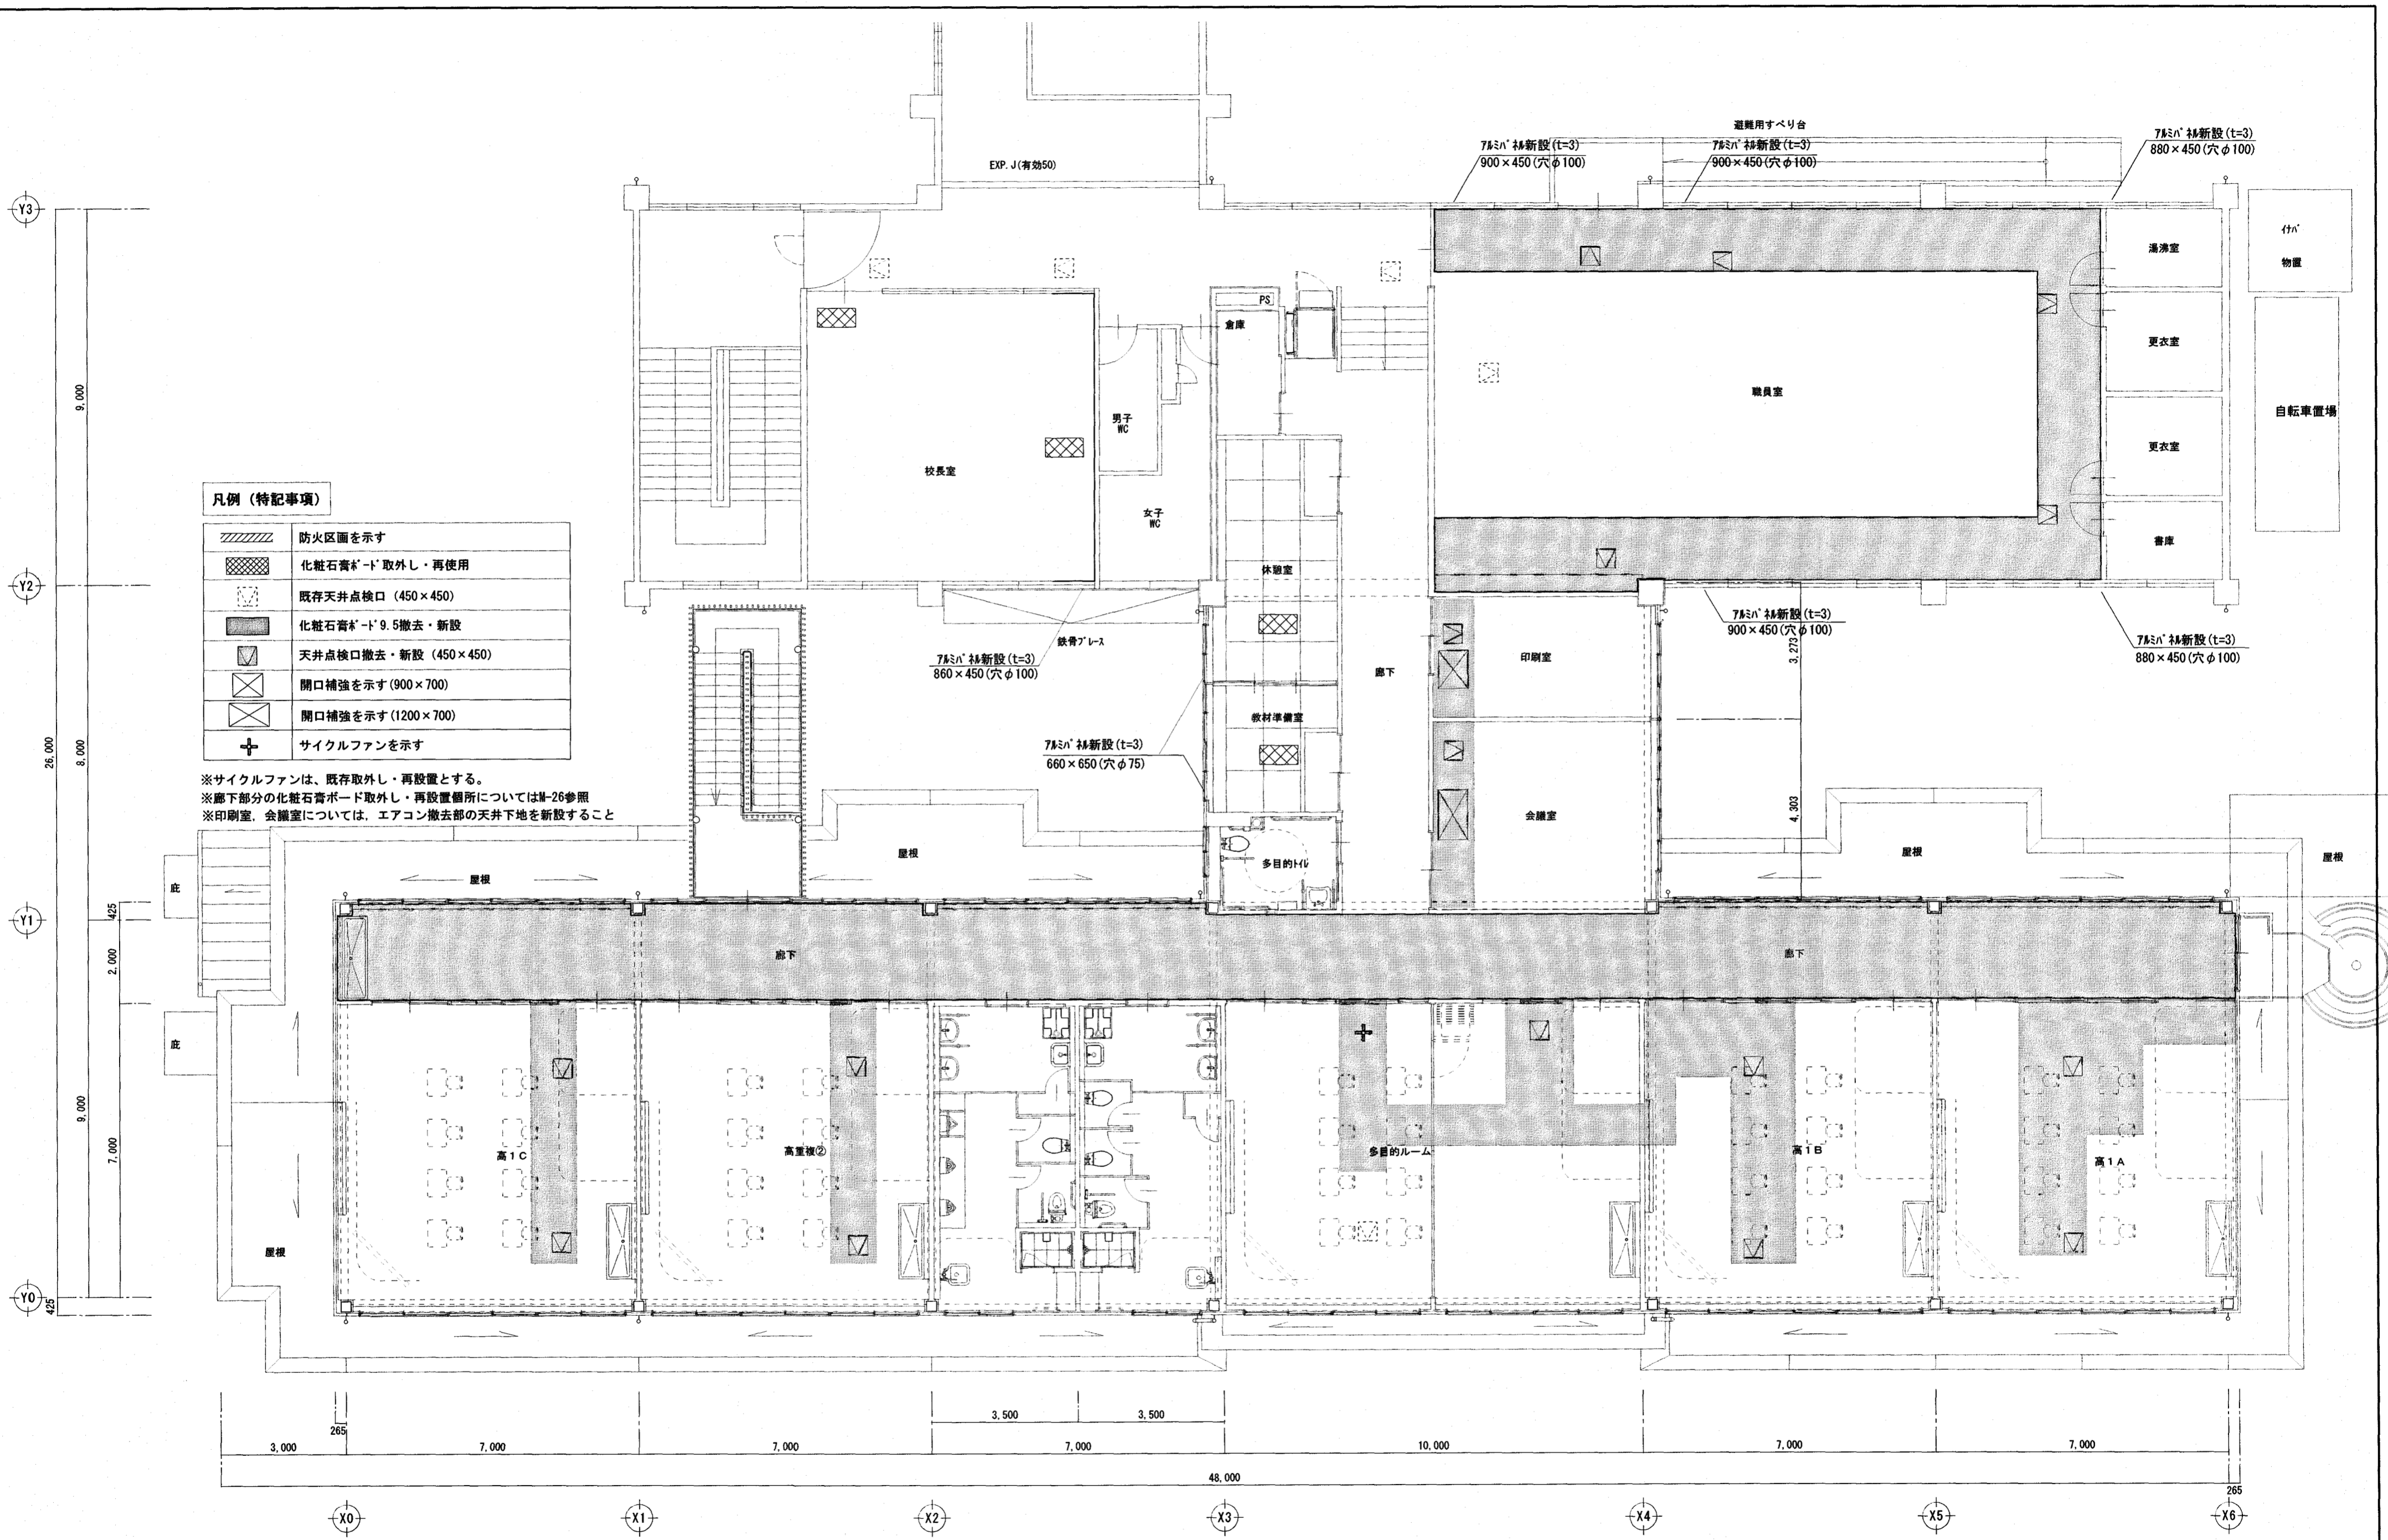 避難用すべり台
ｱﾙﾐﾊﾟﾈﾙ新設(t=3)
900×450(穴φ100)
ｱﾙﾐﾊﾟﾈﾙ新設(t=3)
900×450(穴φ100)
ｱﾙﾐﾊﾟﾈﾙ新設(t=3)
880×450(穴φ100)
EXP. J(有効50)
Y3
湯沸室
ｲﾅﾊﾞ
物置
PS
倉庫
更衣室
9,000
職員室
男子
WC
自転車置場
更衣室
校長室
女子
WC
書庫
凡例（特記事項）
防火区画を示す
化粧石膏ﾎﾞｰﾄﾞ取外し・再使用
既存天井点検口（450×450）
化粧石膏ﾎﾞｰﾄﾞ9.5撤去・新設
天井点検口撤去・新設（450×450）
開口補強を示す(900×700)
開口補強を示す(1200×700)
サイクルファンを示す
※サイクルファンは、既存取外し・再設置とする。
※廊下部分の化粧石膏ボード取外し・再設置個所についてはM-26参照
※印刷室，会議室については，エアコン撤去部の天井下地を新設すること
Y2
休憩室
鉄骨ﾌﾞﾚｰｽ
ｱﾙﾐﾊﾟﾈﾙ新設(t=3)
860×450(穴φ100)
廊下
印刷室
ｱﾙﾐﾊﾟﾈﾙ新設(t=3)
900×450(穴φ100)
3,273
ｱﾙﾐﾊﾟﾈﾙ新設(t=3)
880×450(穴φ100)
教材準備室
ｱﾙﾐﾊﾟﾈﾙ新設(t=3)
660×650(穴φ75)
26,000
8,000
会議室
4,303
多目的ﾄｲﾚ
屋根
屋根
屋根
屋根
庇
Y1
425
2,000
廊下
廊下
庇
9,000
7,000
高1C
高重複②
多目的ルーム
高1B
高1A
屋根
Y0
425
3,500
3,500
265
3,000
7,000
7,000
7,000
10,000
7,000
7,000
48,000
265
X0
X1
X2
X3
X4
X5
X6